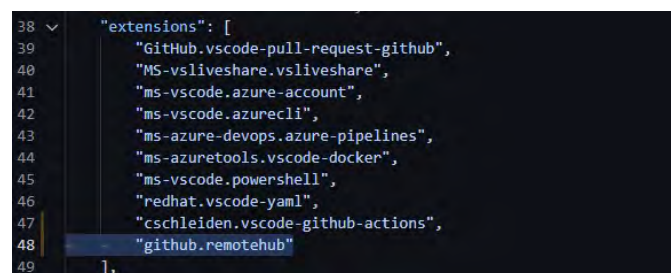 38 "extensions": [
39 "GitHub.vscode-pull-request-github",
40 "MS-vsliveshare.vsliveshare",
41 "ms-vscode.azure-account",
42 "ms-vscode.azurecli",
43 "ms-azure-devops.azure-pipelines",
44 "ms-azuretools.vscode-docker",
45 "ms-vscode.powershell",
46 "redhat.vscode-yaml",
47 "cschleiden.vscode-github-actions",
48 "github.remotehub"
49 ],